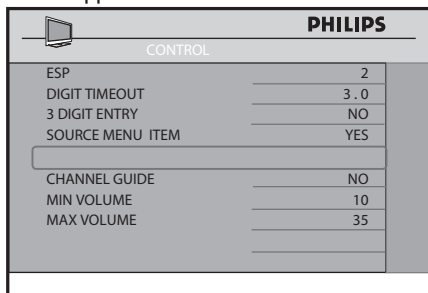 PHILIPS
CONTROL
ESP 2
DIGIT TIMEOUT 3.0
3 DIGIT ENTRY NO
SOURCE MENU ITEM YES
CHANNEL GUIDE NO
MIN VOLUME 10
MAX VOLUME 35